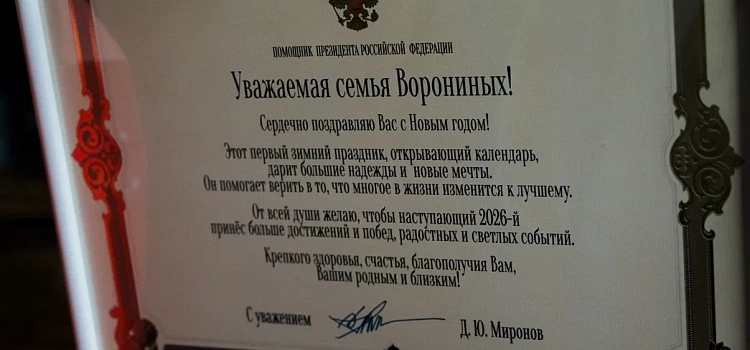 ПОМОЩНИК ПРЕЗИДЕНТА РОССИЙСКОЙ ФЕДЕРАЦИИ
Уважаемая семья Ворониных!
Сердечно поздравляю Вас с Новым годом!
Этот первый зимний праздник, открывающий календарь,
дарит большие надежды и новые мечты.
Он помогает верить в то, что многое в жизни изменится к лучшему.
От всей души желаю, чтобы наступающий 2026-й
принёс больше достижений и побед, радостных и светлых событий.
Крепкого здоровья, счастья, благополучия Вам,
Вашим родным и близким!
С уважением Д. Ю. Миронов